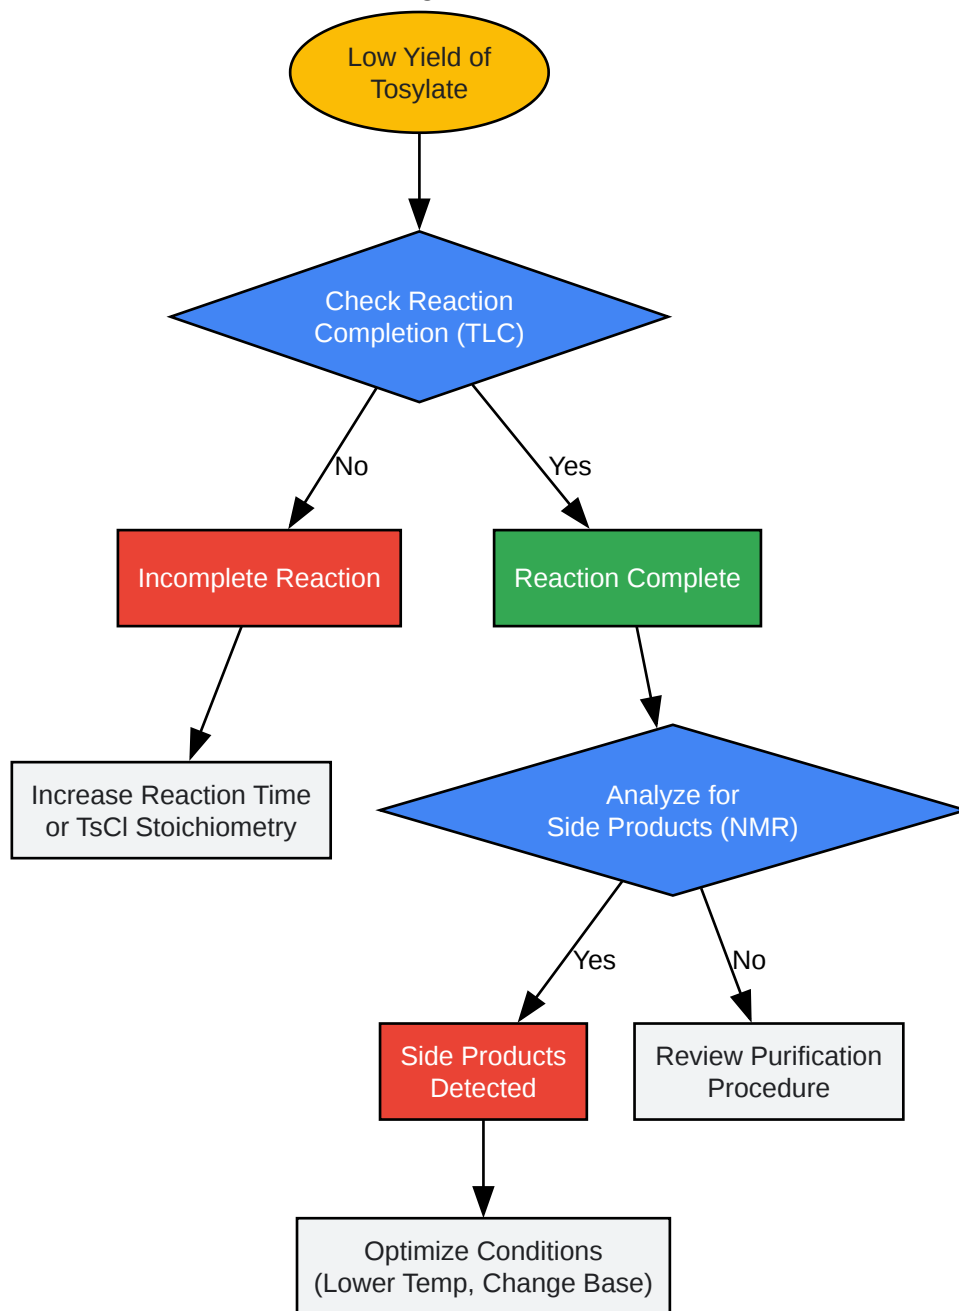 Low Yield of
Tosylate
Check Reaction
Completion (TLC)
No
Yes
Incomplete Reaction
Reaction Complete
Increase Reaction Time
or TsCl Stoichiometry
Analyze for
Side Products (NMR)
Yes
No
Side Products
Detected
Review Purification
Procedure
Optimize Conditions
(Lower Temp, Change Base)